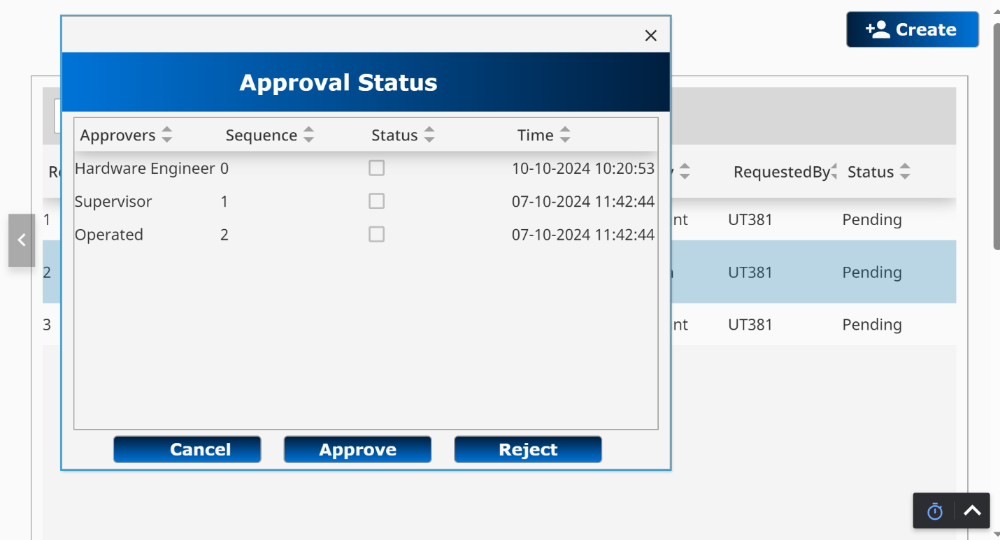 Create
Approval Status
Approvers Sequence Status Time
Hardware Engineer 0 10-10-2024 10:20:53
Supervisor 1 07-10-2024 11:42:44
Operated 2 07-10-2024 11:42:44
Cancel Approve Reject
RequestedBy Status
1 nt UT381 Pending
2 UT381 Pending
3 nt UT381 Pending